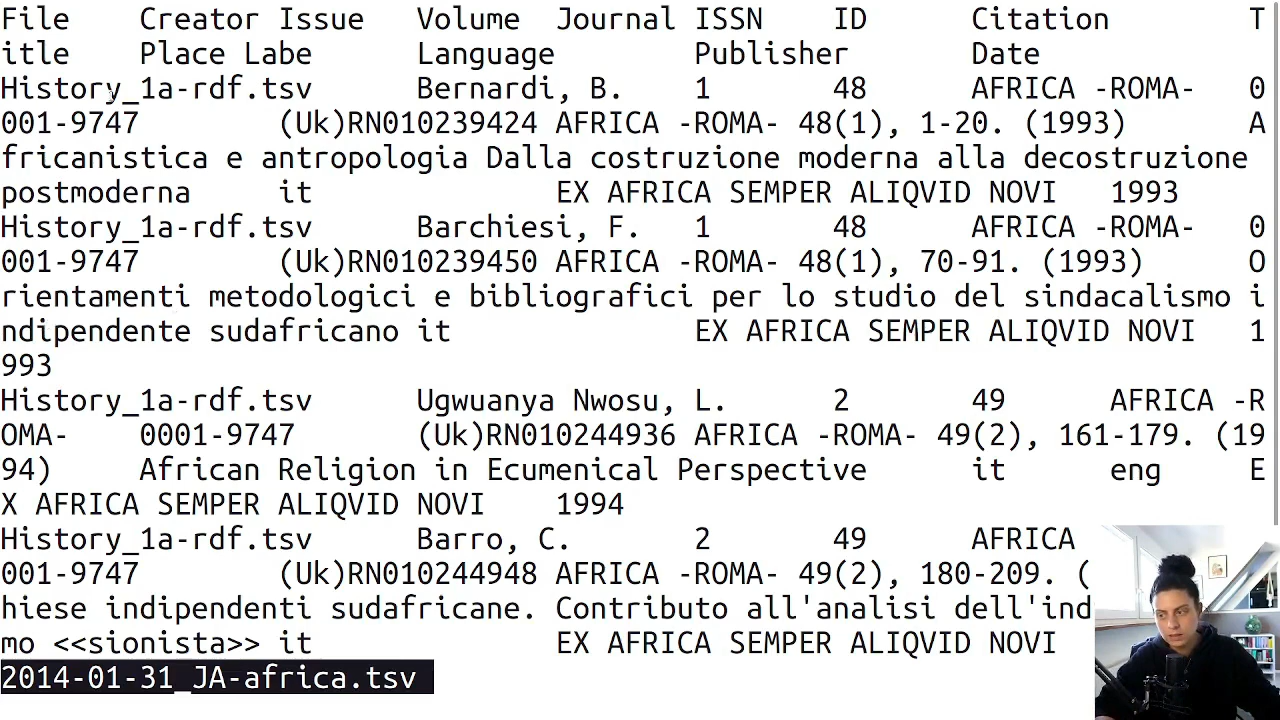 File Creator Issue Volume Journal ISSN ID Citation T
itle Place Labe Language Publisher Date
History_1a-rdf.tsv Bernardi, B. 1 48 AFRICA -ROMA- 0
001-9747 (Uk)RN010239424 AFRICA -ROMA- 48(1), 1-20. (1993) A
fricanistica e antropologia Dalla costruzione moderna alla decostruzione
postmoderna it EX AFRICA SEMPER ALIQVID NOVI 1993
History_1a-rdf.tsv Barchiesi, F. 1 48 AFRICA -ROMA- 0
001-9747 (Uk)RN010239450 AFRICA -ROMA- 48(1), 70-91. (1993) O
rientamenti metodologici e bibliografici per lo studio del sindacalismo i
ndipendente sudafricano it EX AFRICA SEMPER ALIQVID NOVI 1
993
History_1a-rdf.tsv Ugwuanya Nwosu, L. 2 49 AFRICA -R
OMA- 0001-9747 (Uk)RN010244936 AFRICA -ROMA- 49(2), 161-179. (19
94) African Religion in Ecumenical Perspective it eng E
X AFRICA SEMPER ALIQVID NOVI 1994
History_1a-rdf.tsv Barro, C. 2 49 AFRICA
001-9747 (Uk)RN010244948 AFRICA -ROMA- 49(2), 180-209. (
hiese indipendenti sudafricane. Contributo all'analisi dell'ind
mo <<sionista>> it EX AFRICA SEMPER ALIQVID NOVI
2014-01-31_JA-africa.tsv